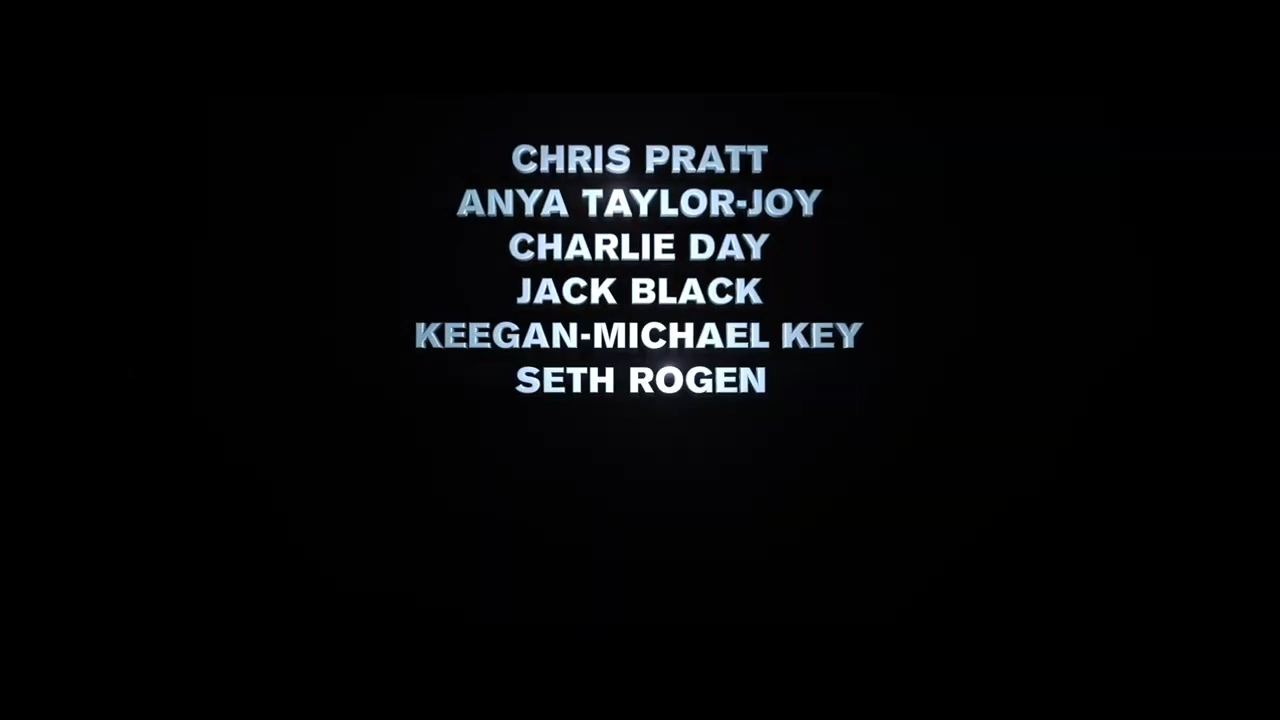 CHRIS PRATT
ANYA TAYLOR-JOY
CHARLIE DAY
JACK BLACK
KEEGAN-MICHAEL KEY
SETH ROGEN